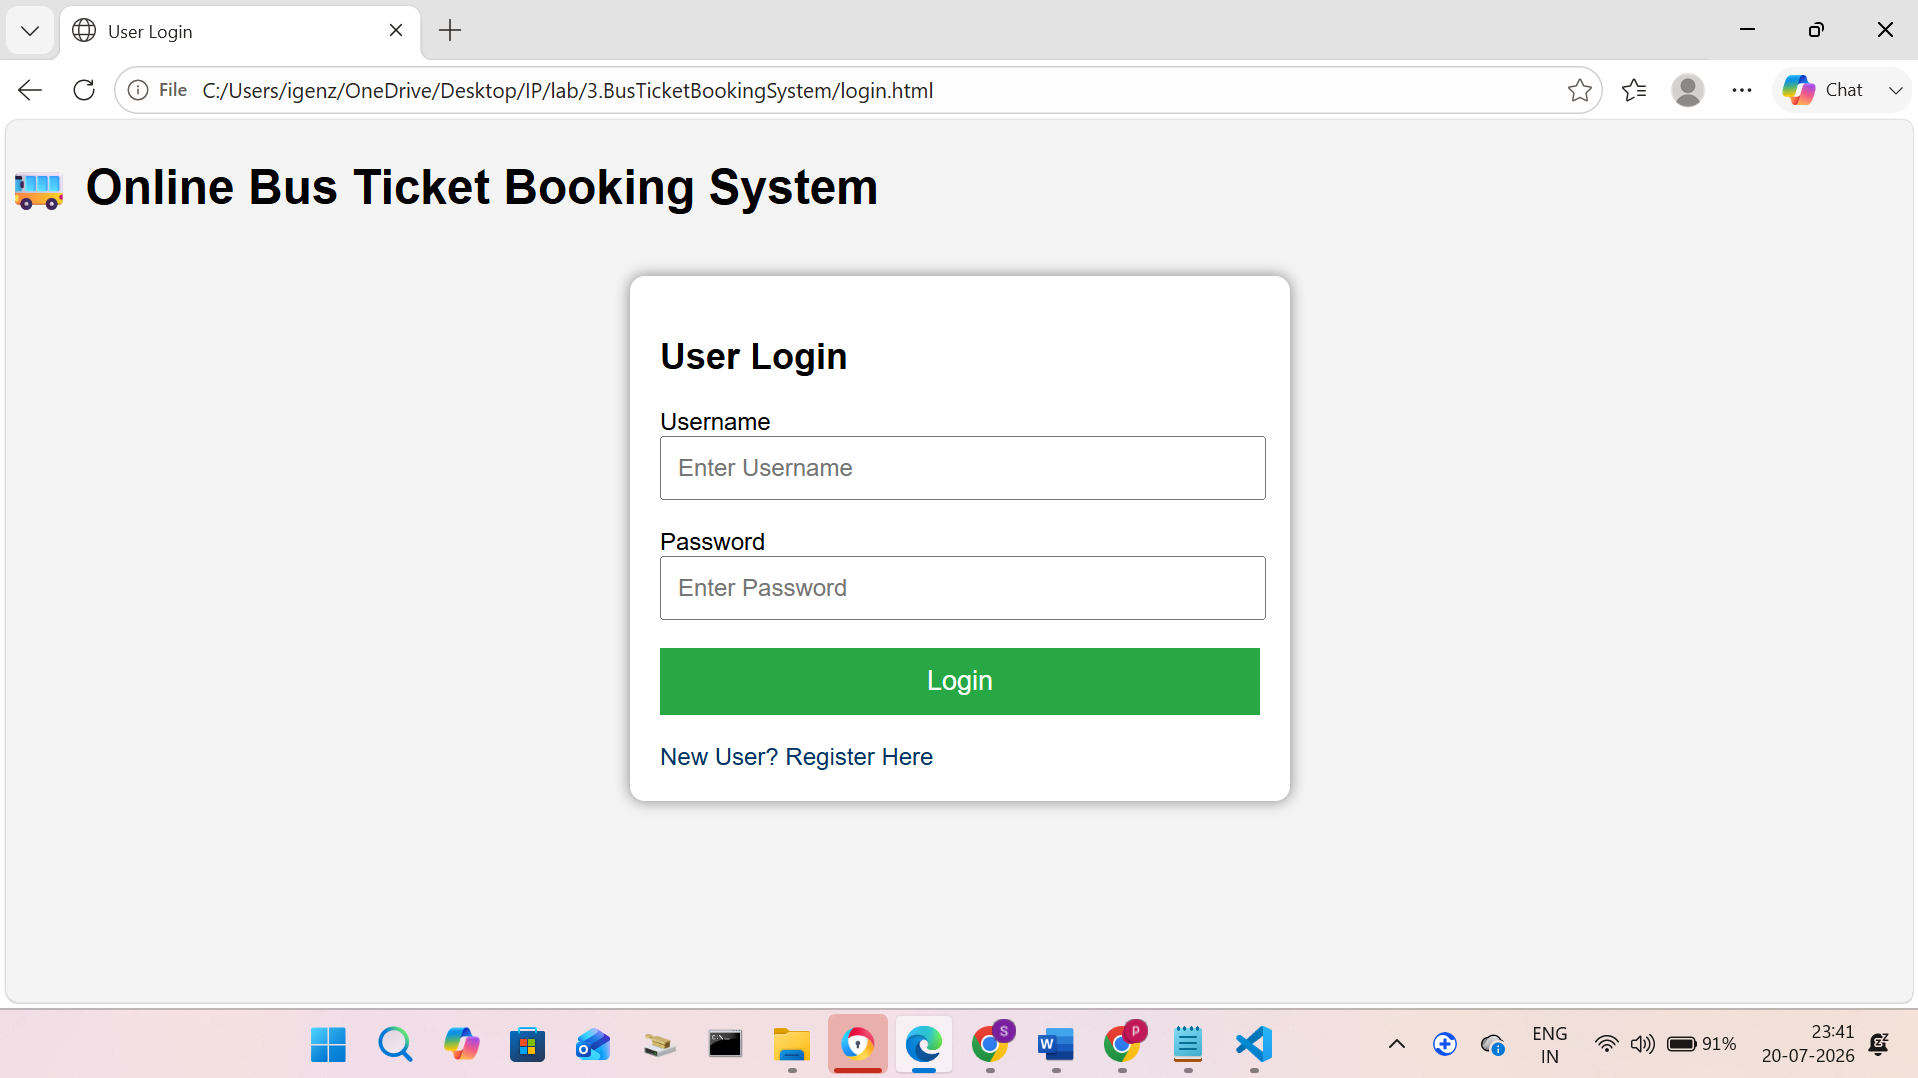 User Login
File C:/Users/igenz/OneDrive/Desktop/IP/lab/3.BusTicketBookingSystem/login.html
Chat
Online Bus Ticket Booking System
User Login
Username
Enter Username
Password
Enter Password
Login
New User? Register Here
S
W
P
ENG
IN
91%
23:41
20-07-2026